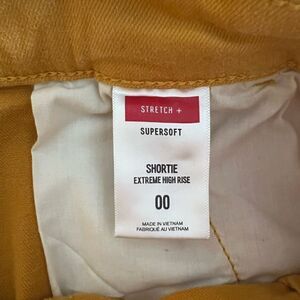 STRETCH +
SUPERSOFT
SHORTIE
EXTREME HIGH RISE
00
MADE IN VIETNAM
FABRIQUÉ AU VIETNAM